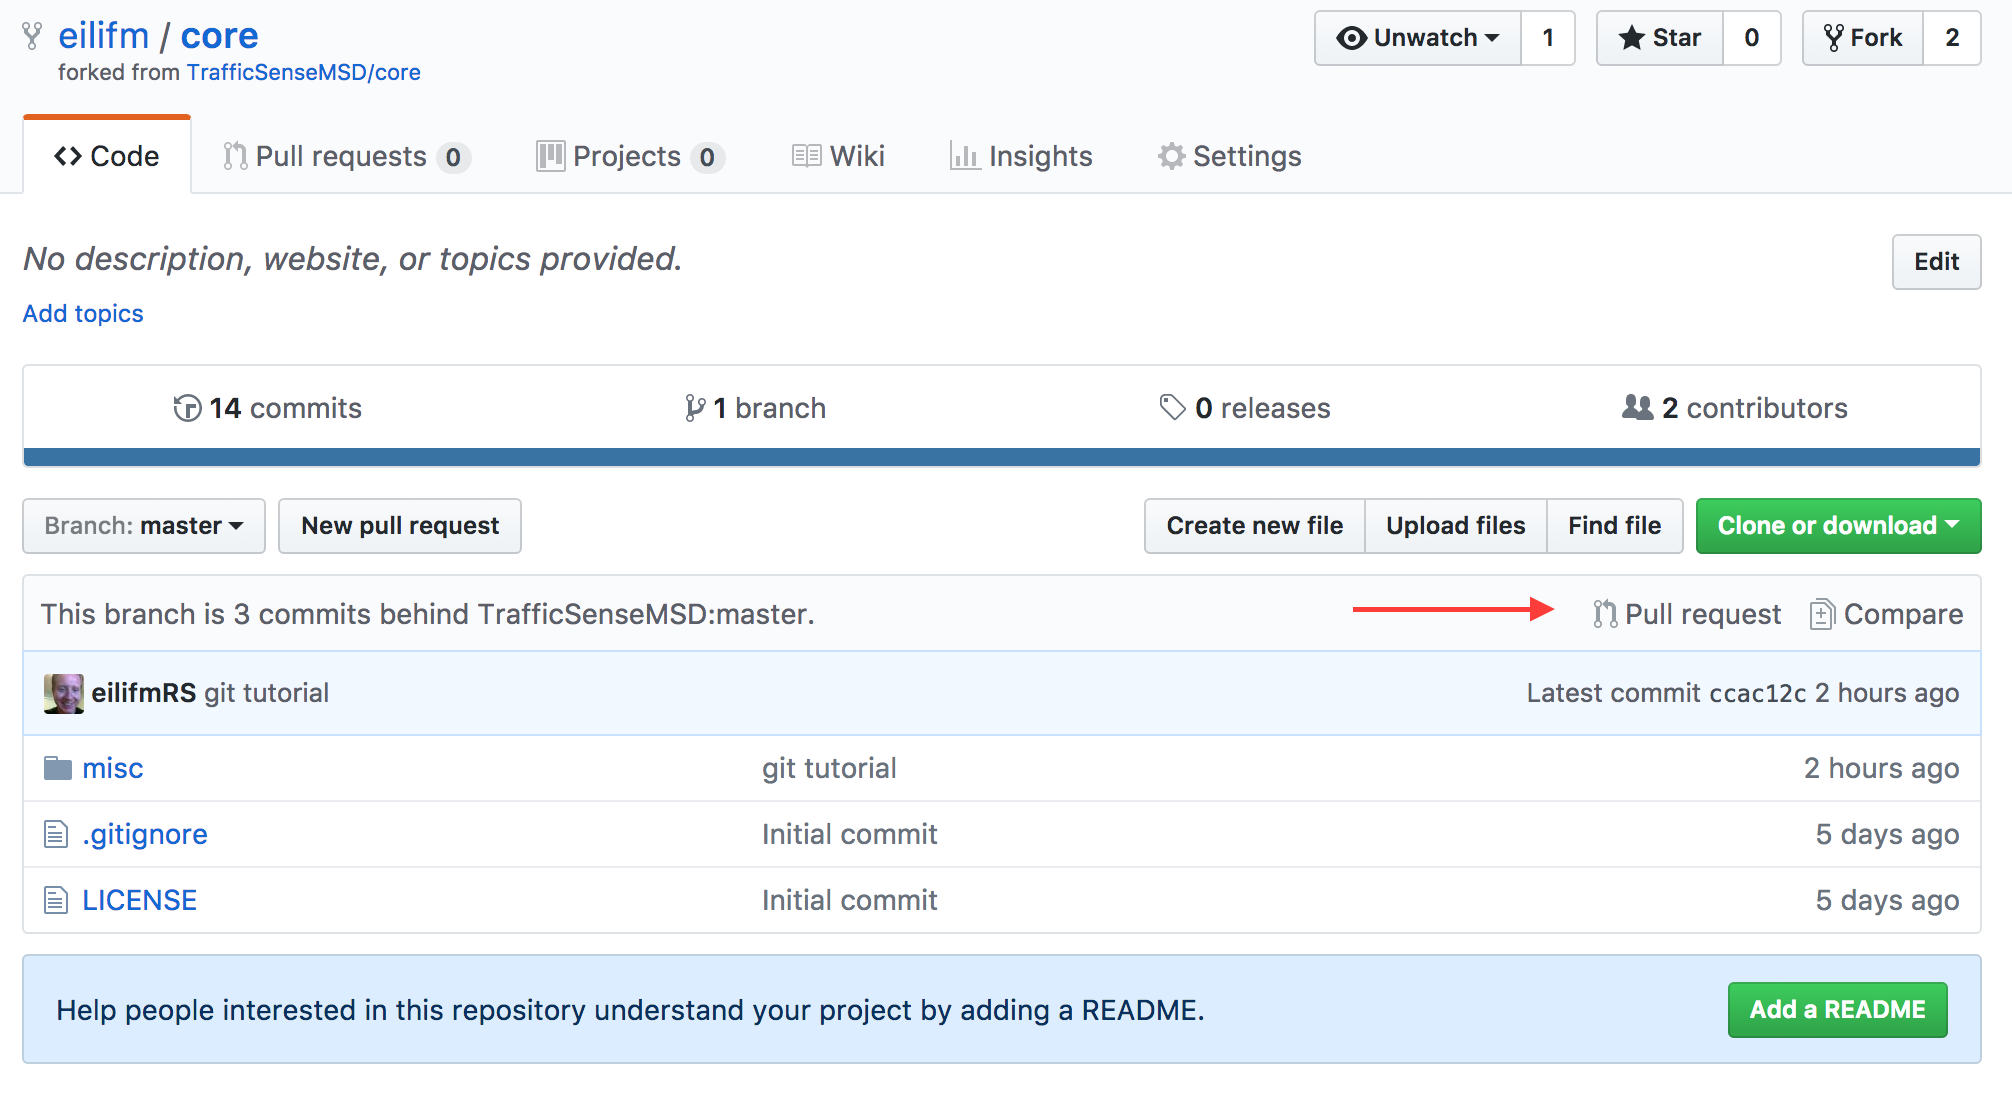 eilifm / core
Unwatch 1 Star 0 Fork 2
forked from TrafficSenseMSD/core
Code Pull requests 0 Projects 0 Wiki Insights Settings
No description, website, or topics provided.
Edit
Add topics
14 commits 1 branch 0 releases 2 contributors
Branch: master New pull request Create new file Upload files Find file Clone or download
This branch is 3 commits behind TrafficSenseMSD:master. Pull request Compare
eilifmRS git tutorial Latest commit ccac12c 2 hours ago
misc git tutorial 2 hours ago
.gitignore Initial commit 5 days ago
LICENSE Initial commit 5 days ago
Help people interested in this repository understand your project by adding a README. Add a README